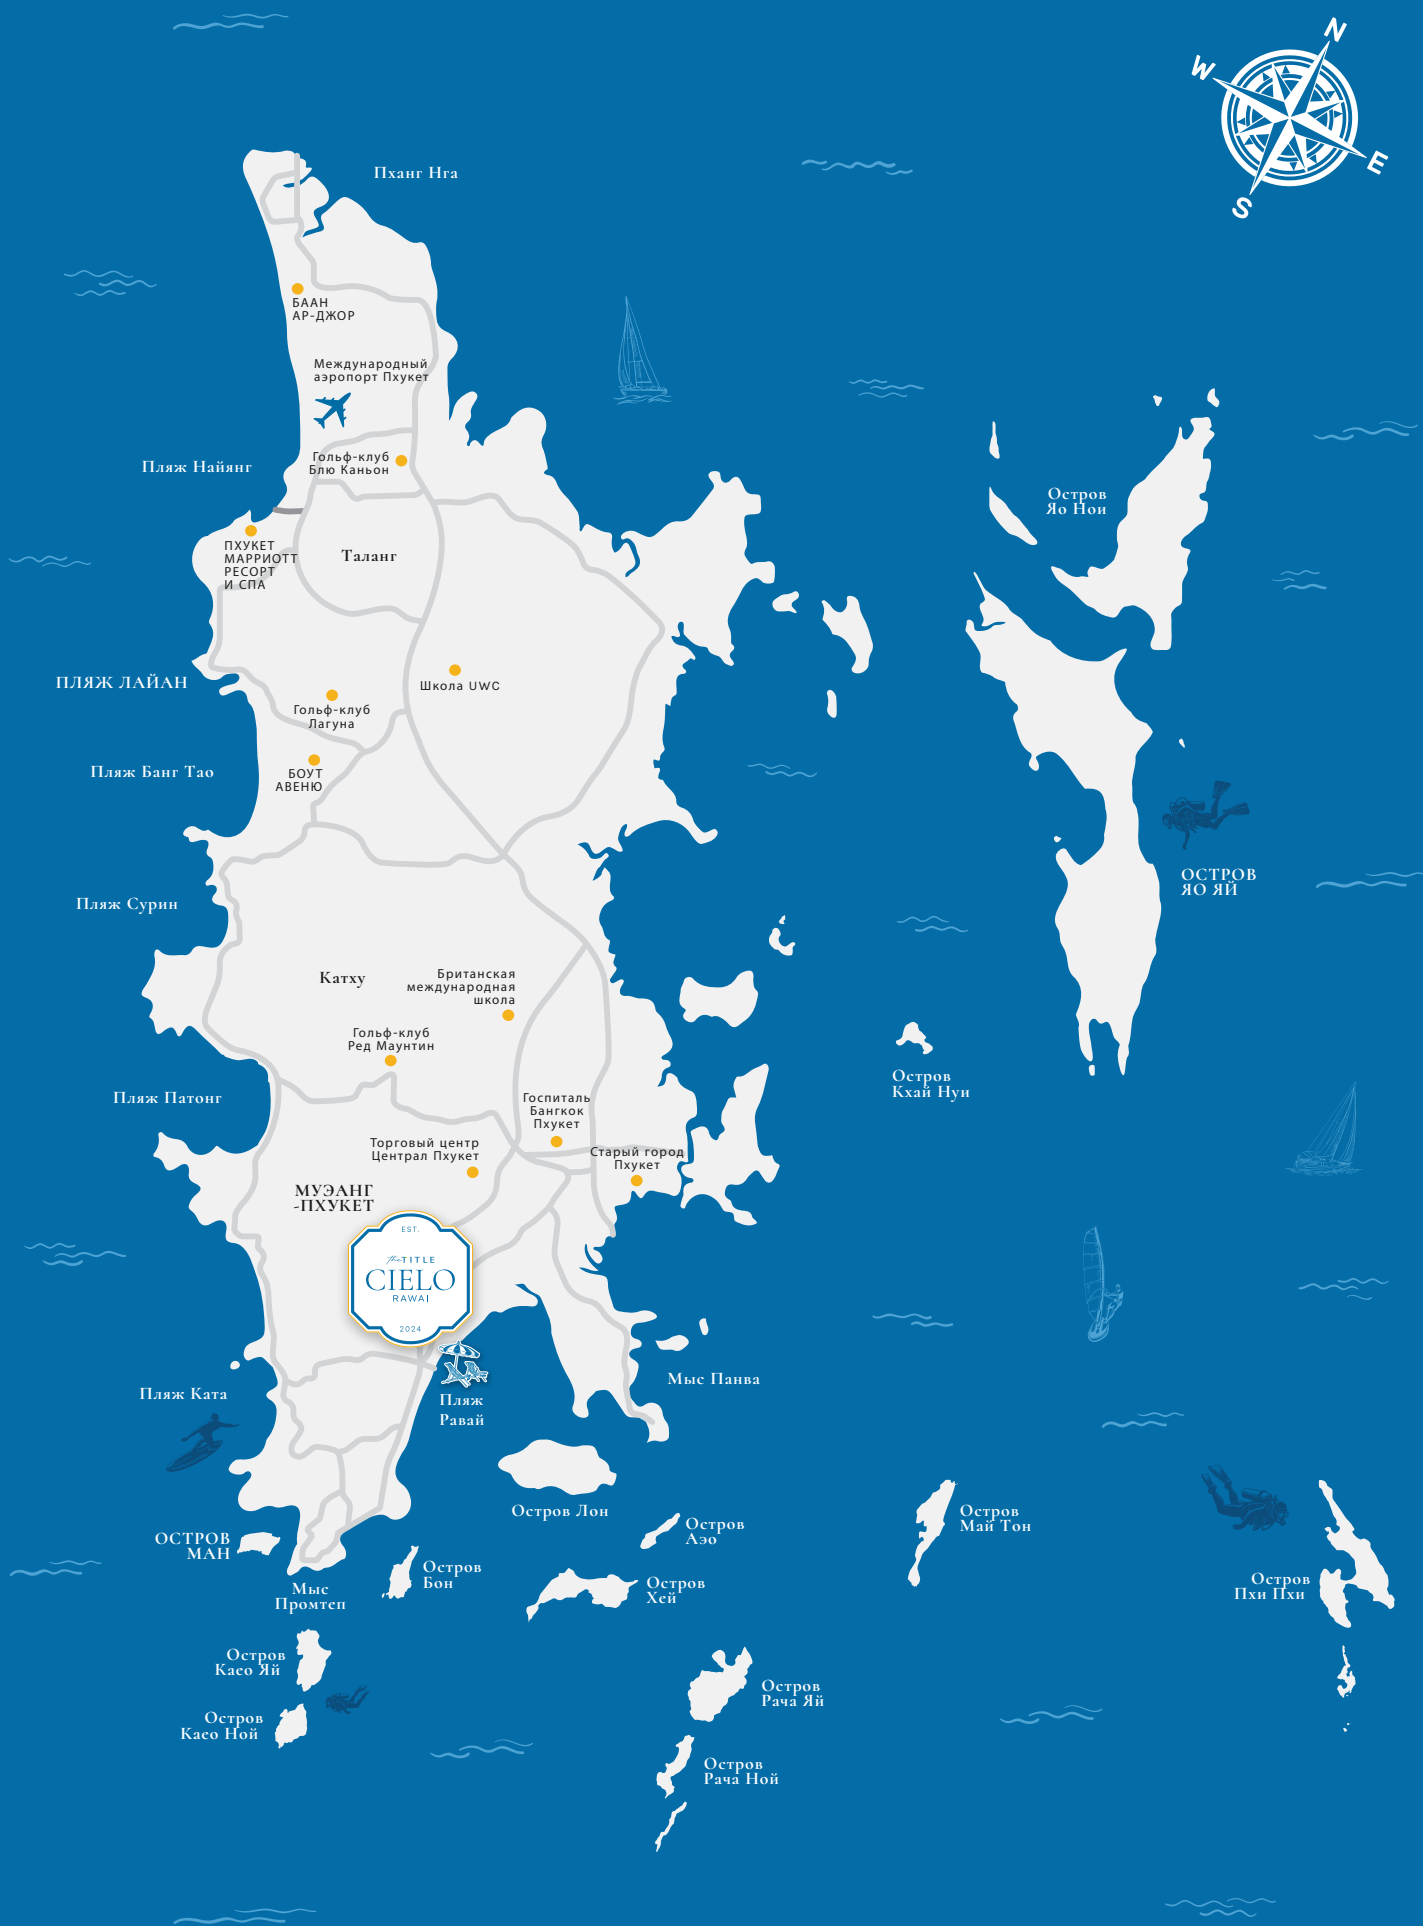 N
W
E
S
Пханг Нга
БААН
АР-ДЖОР
Международный
аэропорт Пхукет
Гольф-клуб
Блю Каньон
Пляж Найянг
Остров
Яо Нои
ПХУКЕТ
МАРРИОТТ
РЕСОРТ
И СПА
Таланг
ПЛЯЖ ЛАЙАН
Школа UWC
Гольф-клуб
Лагуна
Пляж Банг Тао
БОУТ
АВЕНЮ
ОСТРОВ
ЯО ЯЙ
Пляж Сурин
Катху
Британская
международная
школа
Гольф-клуб
Ред Маунтин
Остров
Кхай Нуи
Пляж Патонг
Госпиталь
Бангкок
Пхукет
Торговый центр
Централ Пхукет
Старый город
Пхукет
МУЭАНГ
-ПХУКЕТ
EST.
the TITLE
CIELO
RAWAI
2024
Мыс Панва
Пляж Ката
Пляж
Равай
Остров Лон
Остров
Аэо
Остров
Май Тон
ОСТРОВ
МАН
Остров
Бон
Остров
Хей
Остров
Пхи Пхи
Мыс
Промтеп
Остров
Каео Яй
Остров
Рача Яй
Остров
Каео Ной
Остров
Рача Ной